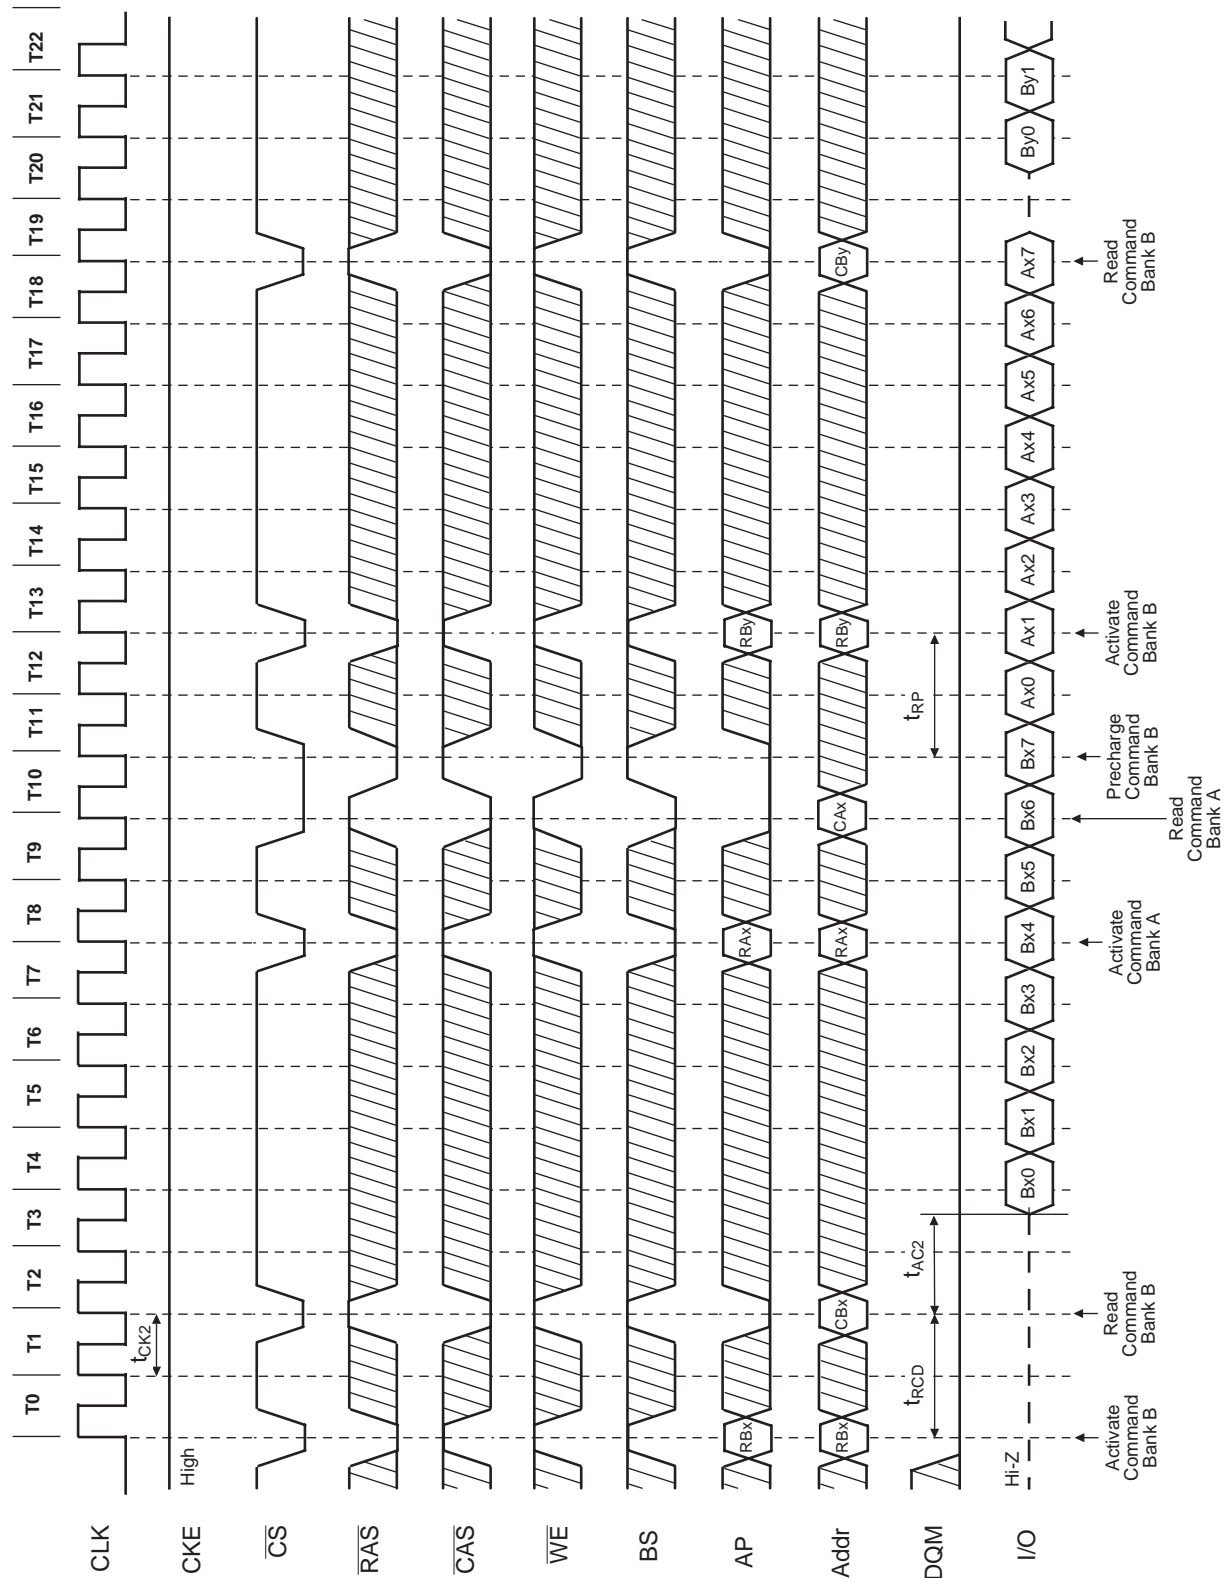 T0 T1 T2 T3 T4 T5 T6 T7 T8 T9 T10 T11 T12 T13 T14 T15 T16 T17 T18 T19 T20 T21 T22
CLK
tCK2
CKE
High
CS
RAS
CAS
WE
BS
AP
RBx RAx RBy
Addr
RBx CBx RAx CAx RBy CBy
tRCD tAC2 tRP
DQM
I/O
Hi-Z
Bx0 Bx1 Bx2 Bx3 Bx4 Bx5 Bx6 Bx7 Ax0 Ax1 Ax2 Ax3 Ax4 Ax5 Ax6 Ax7 By0 By1
Activate
Command
Bank B
Read
Command
Bank B
Activate
Command
Bank A
Read
Command
Bank A
Precharge
Command
Bank B
Activate
Command
Bank B
Read
Command
Bank B